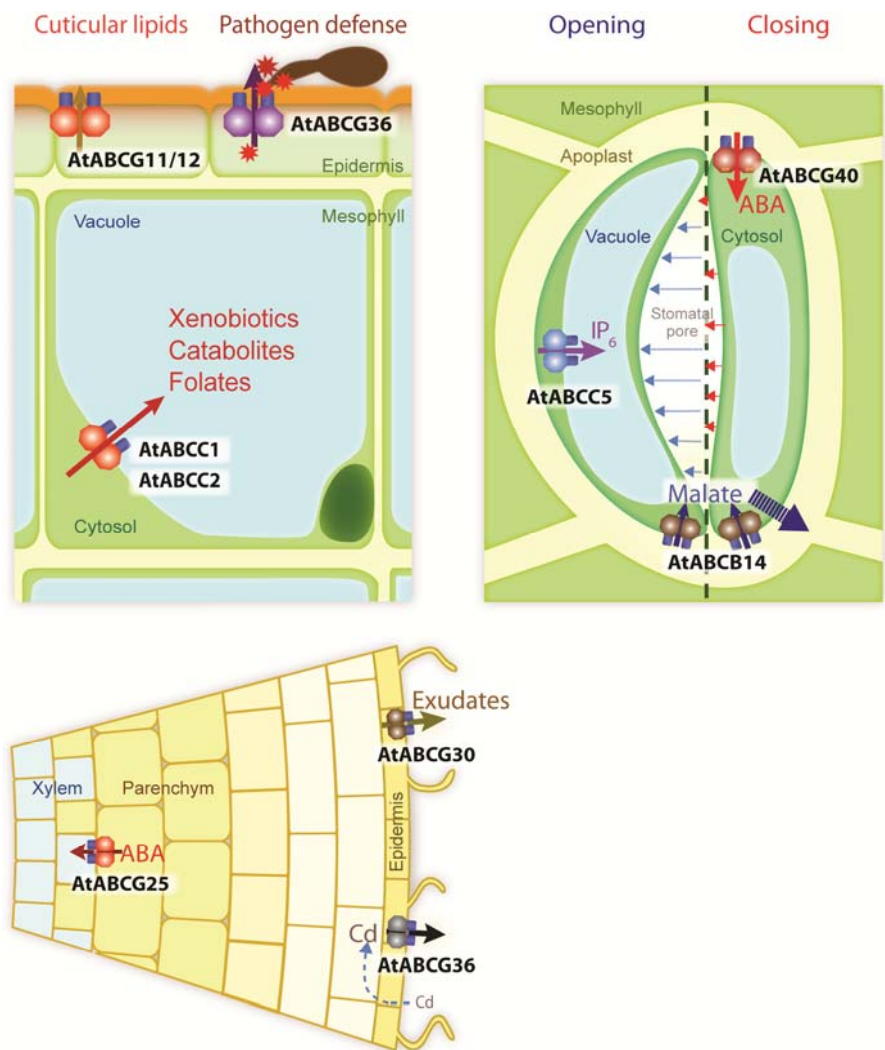 Cuticular lipids
Pathogen defense
AtABCG11/12
AtABCG36
Epidermis
Vacuole
Mesophyll
Xenobiotics
Catabolites
Folates
AtABCC1
AtABCC2
Cytosol
Opening
Closing
Mesophyll
Apoplast
AtABCG40
ABA
Vacuole
Cytosol
Stomatal
pore
IP6
AtABCC5
Malate
AtABCB14
Exudates
AtABCG30
Xylem
Parenchym
Epidermis
ABA
AtABCG25
Cd
AtABCG36
Cd